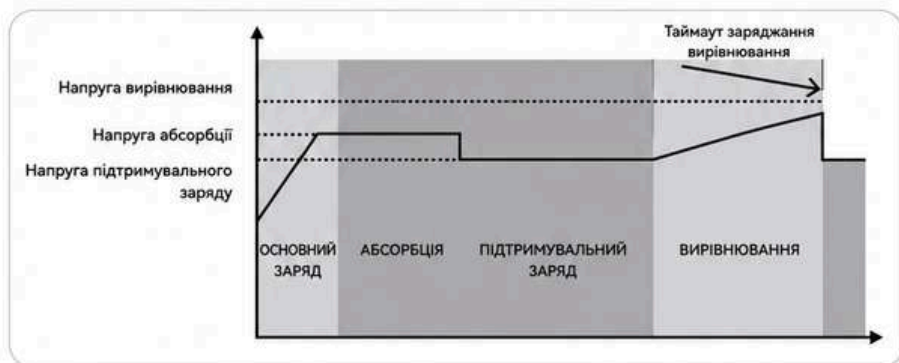 Таймаут заряджання
вирівнювання
Напруга вирівнювання
Напруга абсорбції
Напруга підтримувального
заряду
ОСНОВНИЙ
ЗАРЯД
АБСОРБЦІЯ
ПІДТРИМУВАЛЬНИЙ
ЗАРЯД
ВИРІВНЮВАННЯ